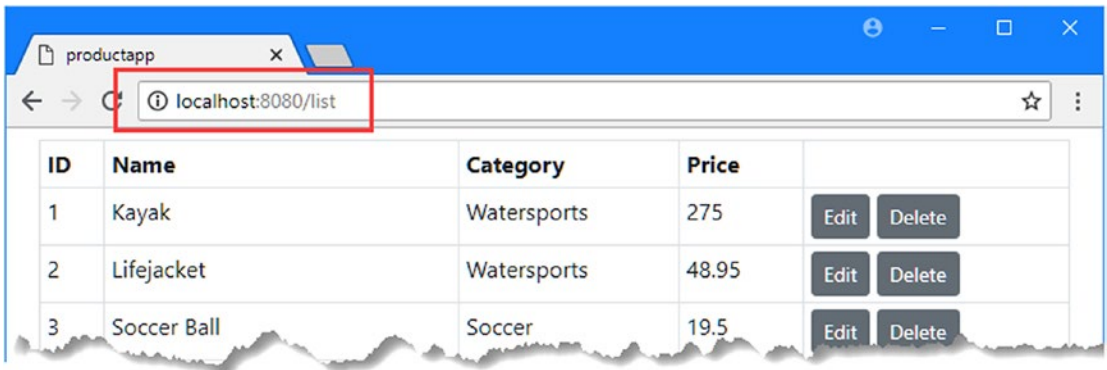 productapp
localhost:8080/list
ID Name Category Price
1 Kayak Watersports 275 Edit Delete
2 Lifejacket Watersports 48.95 Edit Delete
3 Soccer Ball Soccer 19.5 Edit Delete